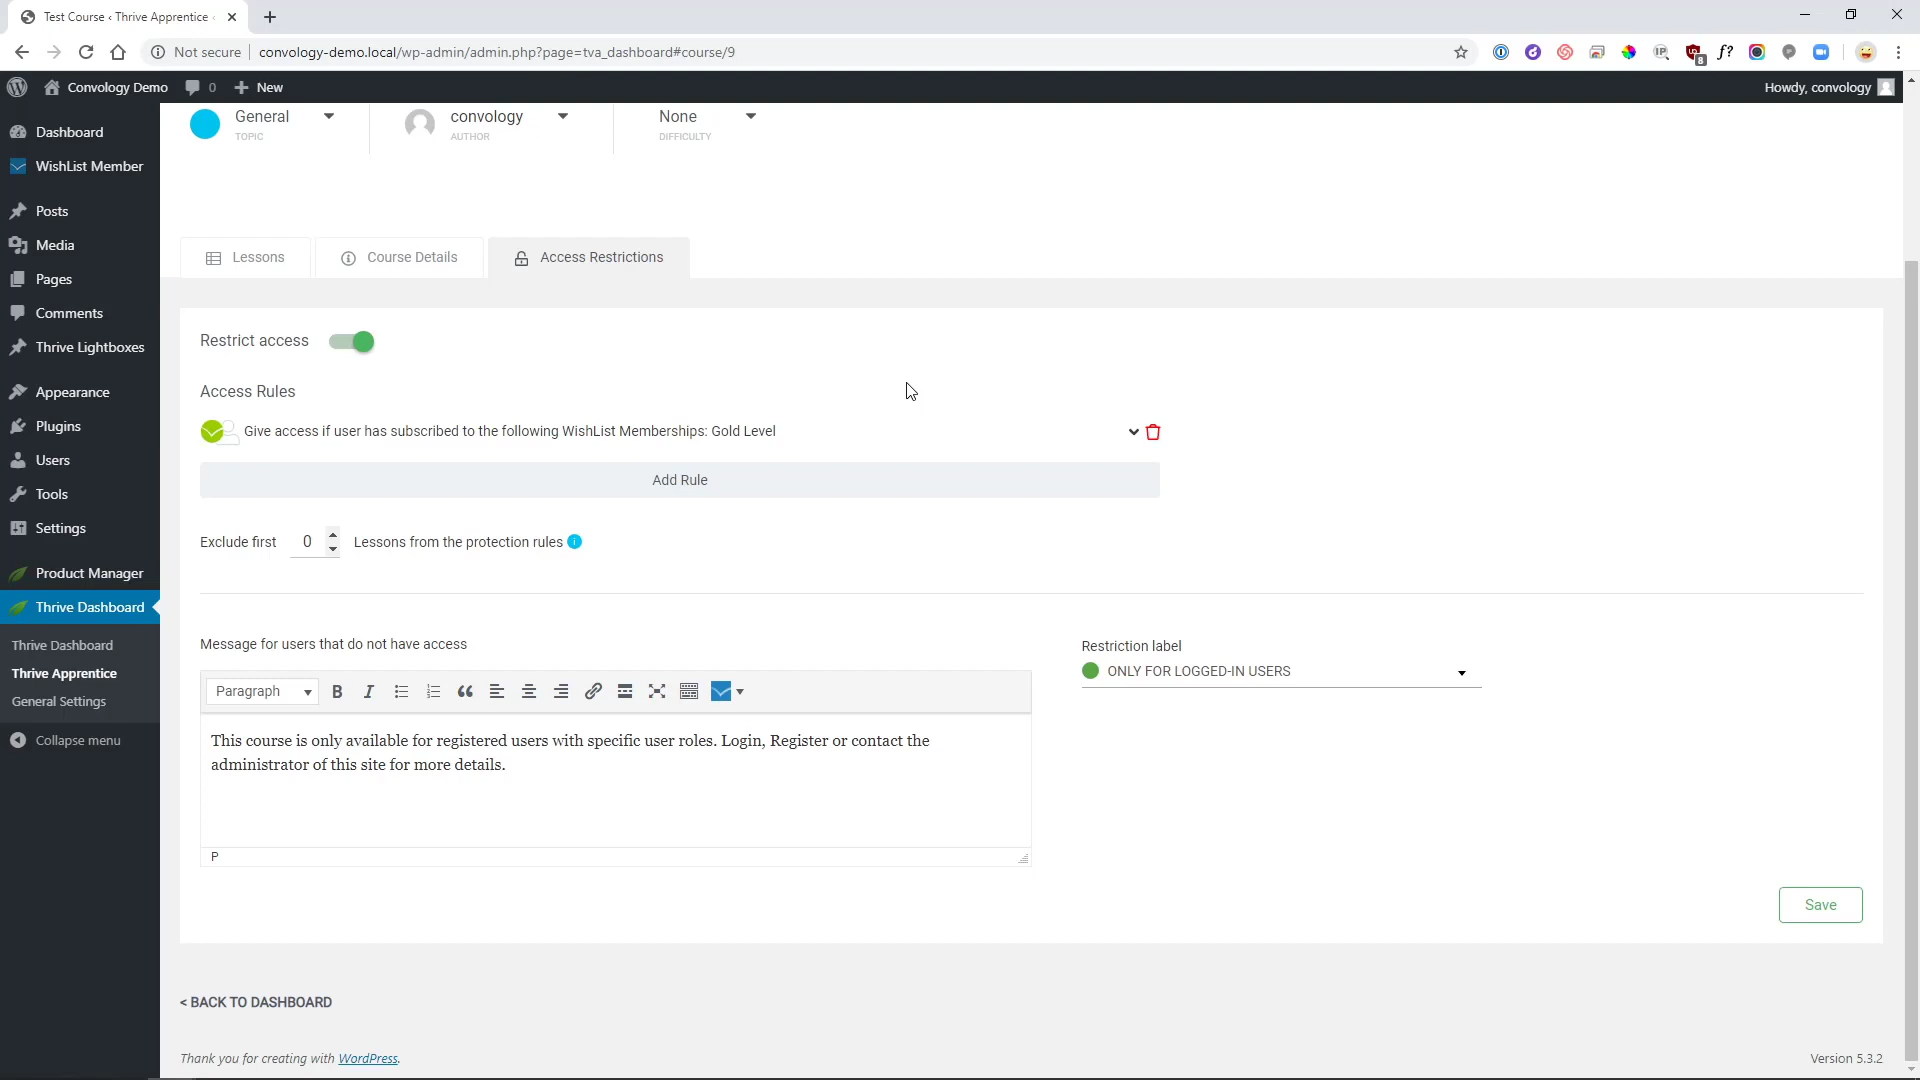 Test Course ‹ Thrive Apprentice ‹
Not secure
convology-demo.local/wp-admin/admin.php?page=tva_dashboard#course/9
IP
8
f?
Convology Demo
0
New
Howdy, convology
Dashboard
WishList Member
Posts
Media
Pages
Comments
Thrive Lightboxes
Appearance
Plugins
Users
Tools
Settings
Product Manager
Thrive Dashboard
Thrive Dashboard
Thrive Apprentice
General Settings
Collapse menu
General
TOPIC
convology
AUTHOR
None
DIFFICULTY
Lessons
Course Details
Access Restrictions
Restrict access
Access Rules
Give access if user has subscribed to the following WishList Memberships: Gold Level
Add Rule
Exclude first 0 Lessons from the protection rules
Message for users that do not have access
Restriction label
ONLY FOR LOGGED-IN USERS
Paragraph
B I
This course is only available for registered users with specific user roles. Login, Register or contact the
administrator of this site for more details.
P
Save
< BACK TO DASHBOARD
Thank you for creating with WordPress.
Version 5.3.2